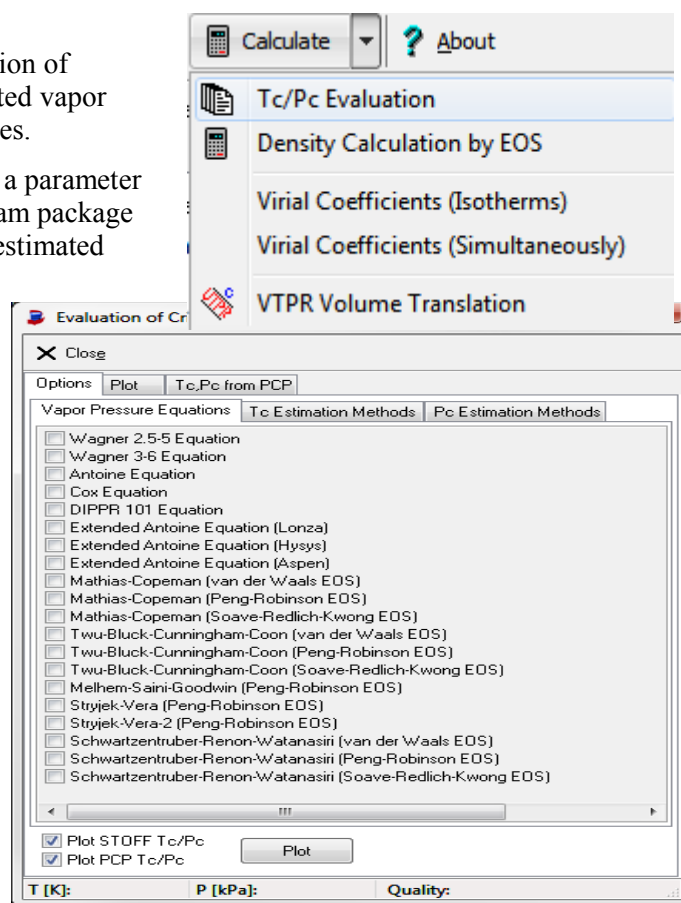 ion of
ted vapor
es.
a parameter
am package
estimated
Calculate ? About
Tc/Pc Evaluation
Density Calculation by EOS
Virial Coefficients (Isotherms)
Virial Coefficients (Simultaneously)
VTPR Volume Translation
Evaluation of Cr
Close
Options Plot Tc,Pc from PCP
Vapor Pressure Equations Tc Estimation Methods Pc Estimation Methods
Wagner 2.5-5 Equation
Wagner 3-6 Equation
Antoine Equation
Cox Equation
DIPPR 101 Equation
Extended Antoine Equation (Lonza)
Extended Antoine Equation (Hysys)
Extended Antoine Equation (Aspen)
Mathias-Copeman (van der Waals EOS)
Mathias-Copeman (Peng-Robinson EOS)
Mathias-Copeman (Soave-Redlich-Kwong EOS)
Twu-Bluck-Cunningham-Coon (van der Waals EOS)
Twu-Bluck-Cunningham-Coon (Peng-Robinson EOS)
Twu-Bluck-Cunningham-Coon (Soave-Redlich-Kwong EOS)
Melhem-Saini-Goodwin (Peng-Robinson EOS)
Stryjek-Vera (Peng-Robinson EOS)
Stryjek-Vera-2 (Peng-Robinson EOS)
Schwartzentruber-Renon-Watanasiri (van der Waals EOS)
Schwartzentruber-Renon-Watanasiri (Peng-Robinson EOS)
Schwartzentruber-Renon-Watanasiri (Soave-Redlich-Kwong EOS)
Plot STOFF Tc/Pc
Plot PCP Tc/Pc
Plot
T [K]: P [kPa]: Quality: